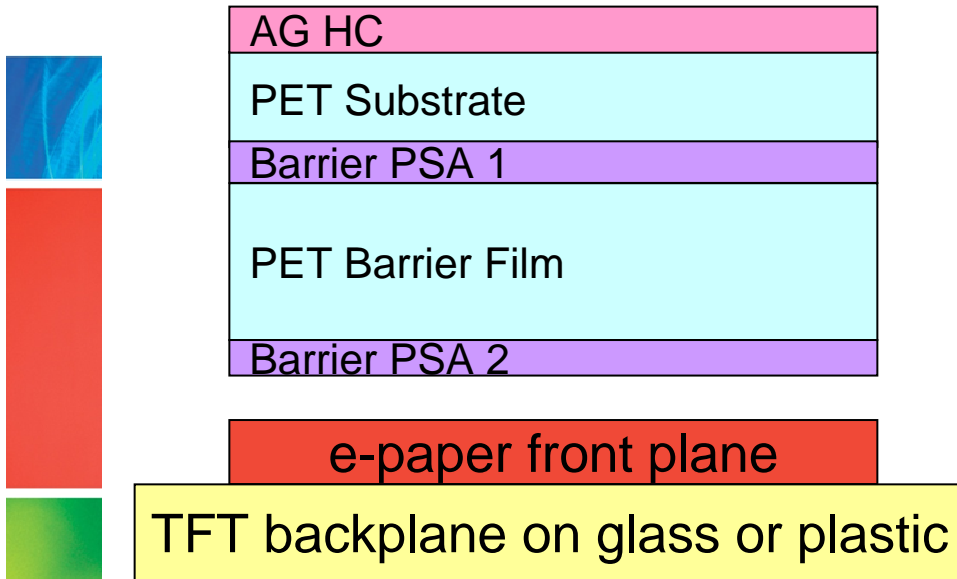 AG HC
PET Substrate
Barrier PSA 1
PET Barrier Film
Barrier PSA 2
e-paper front plane
TFT backplane on glass or plastic